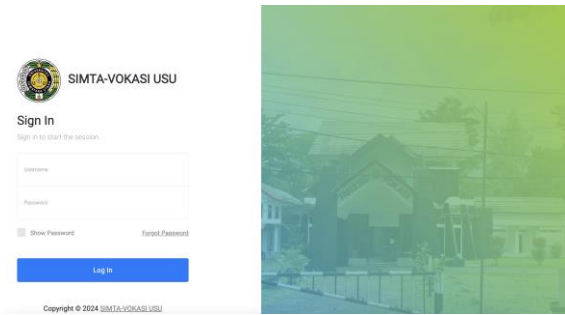 SIMTA-VOKASI USU
Sign In
Sign in to start the session.
Username
Password
Show Password
Forgot Password
Log In
Copyright © 2024 SIMTA-VOKASI USU